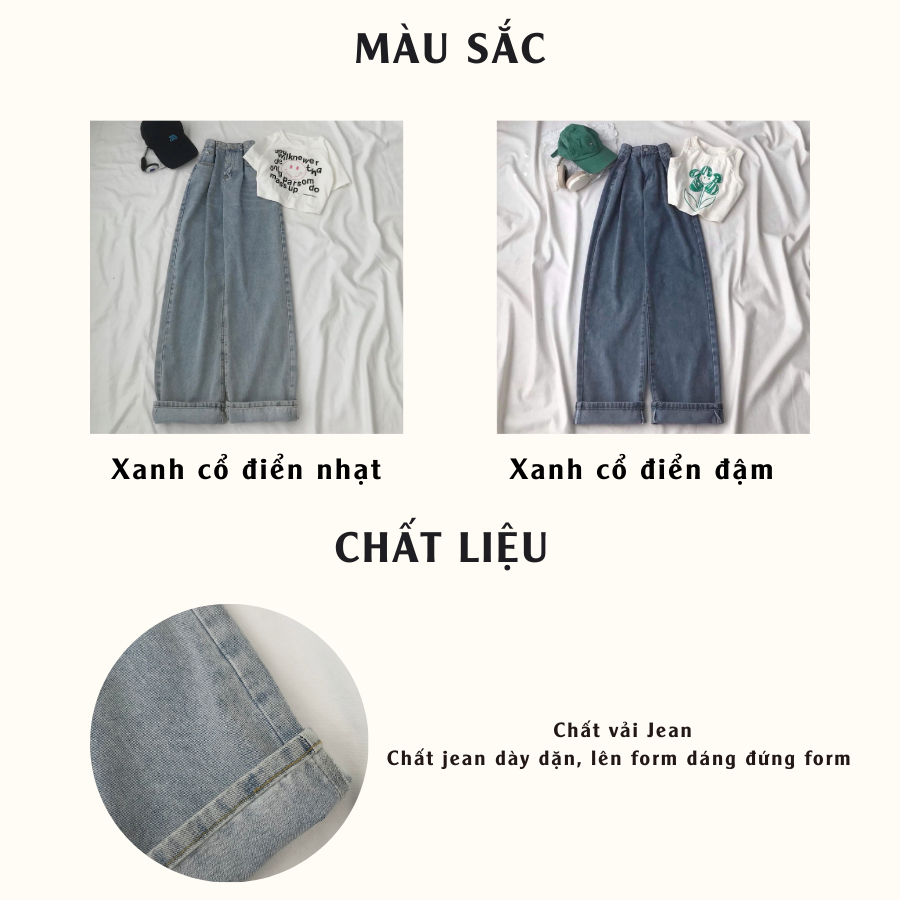 MÀU SẮC
Xanh cổ điển nhạt
Xanh cổ điển đậm
CHẤT LIỆU
Chất vải Jean
Chất jean dày dặn, lên form dáng đứng form